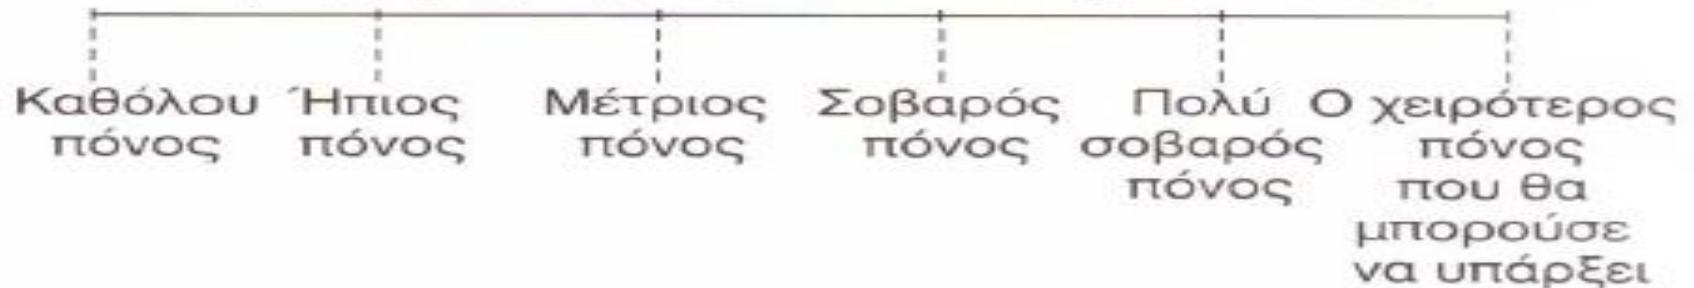 Καθόλου πόνος
Ήπιος πόνος
Μέτριος πόνος
Σοβαρός πόνος
Πολύ σοβαρός πόνος
Ο χειρότερος πόνος που θα μπορούσε να υπάρξει